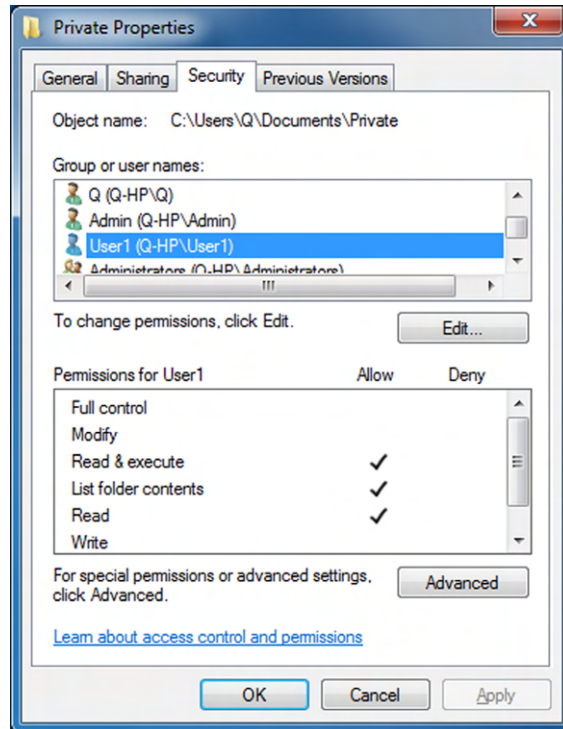 Private Properties
General Sharing Security Previous Versions
Object name: C:\Users\Q\Documents\Private
Group or user names:
Q (Q-HP\Q)
Admin (Q-HP\Admin)
User1 (Q-HP\User1)
Administrators (Q-HP\Administrators)
To change permissions, click Edit.
Edit...
Permissions for User1 Allow Deny
Full control
Modify
Read & execute
List folder contents
Read
Write
For special permissions or advanced settings,
click Advanced.
Advanced
Learn about access control and permissions
OK Cancel Apply